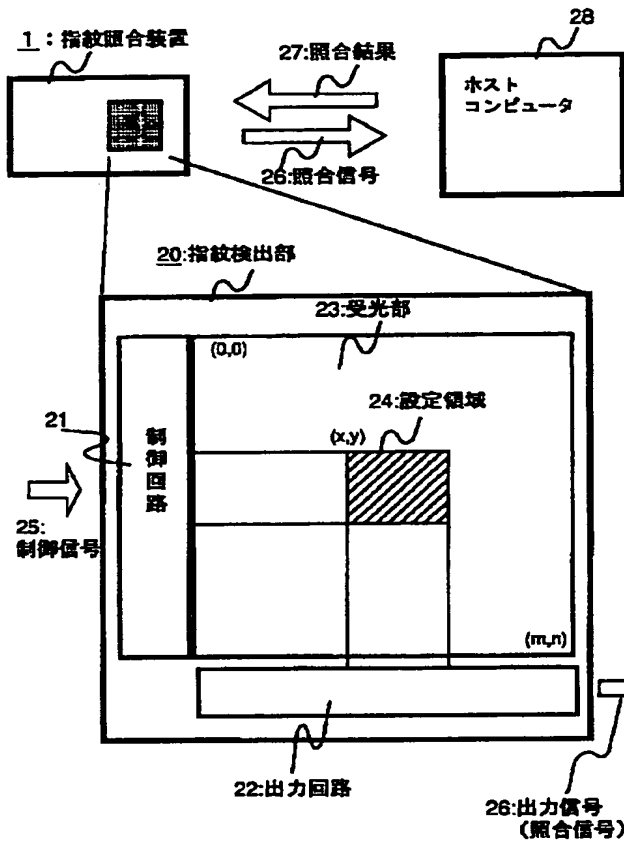 28
1：指紋照合装置
27:照合結果
ホスト
コンピュータ
26:照合信号
20:指紋検出部
23:受光部
(0,0)
24:設定領域
21
(x,y)
制御回路
25:
制御信号
(m,n)
22:出力回路
26:出力信号
(照合信号)